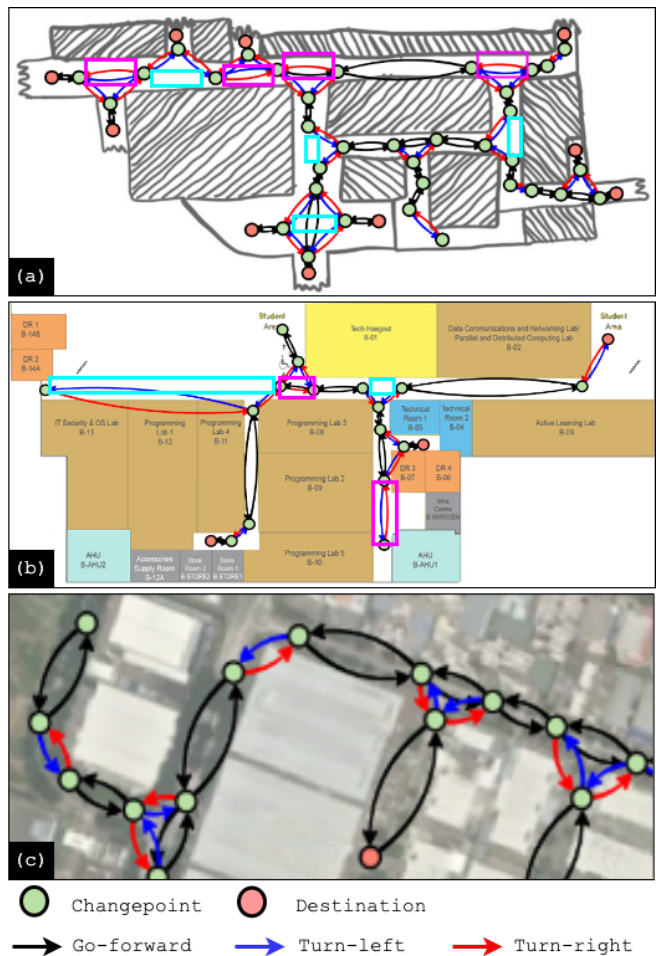 (a)
Student
Area
Student
Area
DR 1
B-14B
DR 2
B-14A
Tech Hangout
B-01
Data Communications and Networking Lab/
Parallel and Distributed Computing Lab
B-02
IT Security & OS Lab
B-13
Programming
Lab 1
B-12
Programming
Lab 4
B-11
Programming Lab 3
B-08
Technical
Room 1
B-05
Technical
Room 2
B-04
Active Learning Lab
B-03
Programming Lab 2
B-09
DR 3
B-07
DR 4
B-06
Wire
Centre
B-WIRECEN
AHU
B-AHU2
Accessories
Supply Room
B-12A
Store
Room 2
B-STORE2
Store
Room 1
B-STORE1
Programming Lab 5
B-10
AHU
B-AHU1
(b)
(c)
Changepoint
Destination
Go-forward
Turn-left
Turn-right